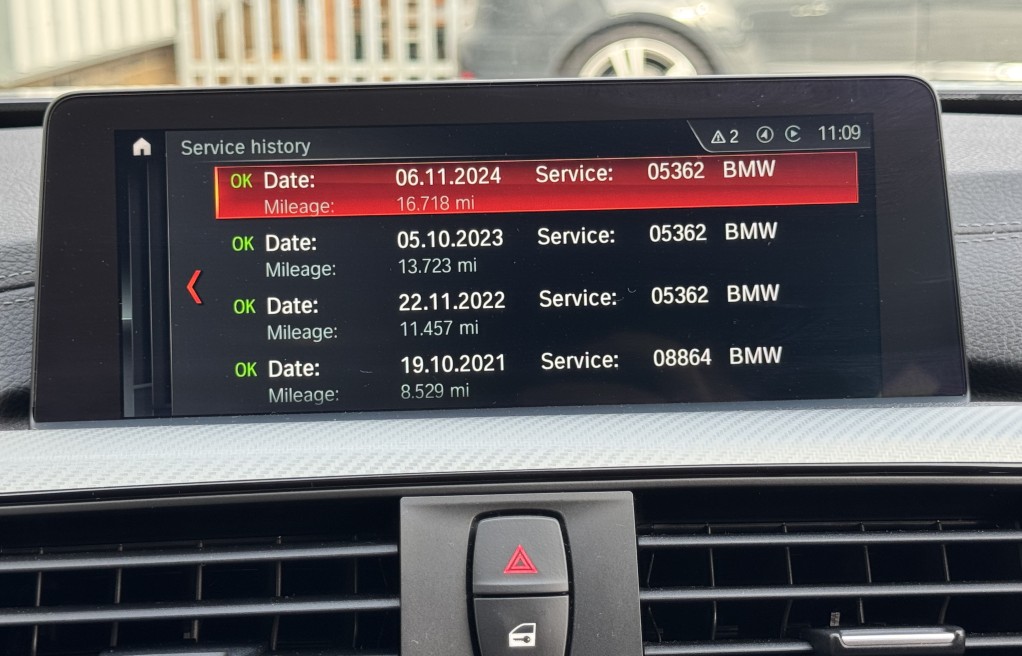 Service history
2
11:09
OK Date: 06.11.2024 Service: 05362 BMW
Mileage: 16.718 mi
OK Date: 05.10.2023 Service: 05362 BMW
Mileage: 13.723 mi
OK Date: 22.11.2022 Service: 05362 BMW
Mileage: 11.457 mi
OK Date: 19.10.2021 Service: 08864 BMW
Mileage: 8.529 mi